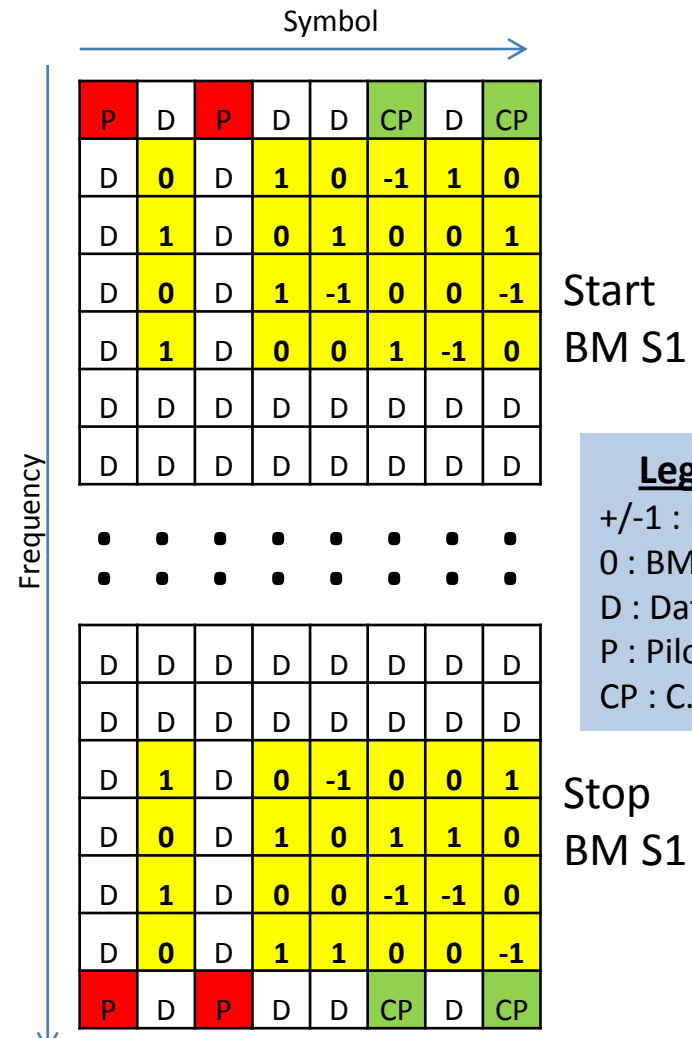 Symbol
Frequency
P D P D D CP D CP
D 0 D 1 0 -1 1 0
D 1 D 0 1 0 0 1
D 0 D 1 -1 0 0 -1
D 1 D 0 0 1 -1 0
D D D D D D D D
D D D D D D D D
D D D D D D D D
D D D D D D D D
D 1 D 0 -1 0 0 1
D 0 D 1 0 1 1 0
D 1 D 0 0 -1 -1 0
D 0 D 1 1 0 0 -1
P D P D D CP D CP
Start
BM S1
+/-1 :
0 : BM
D :
P :
CP : C.
Stop
BM S1